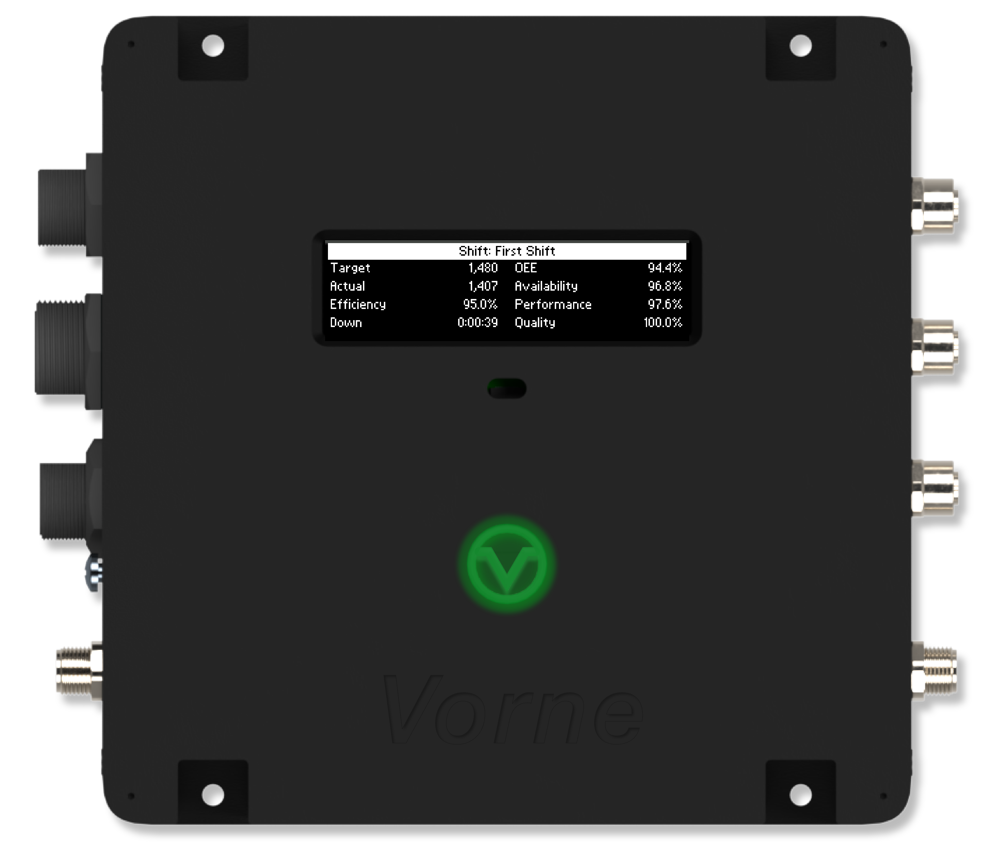 Shift: First Shift
Target 1,480 OEE 94.4%
Actual 1,407 Availability 96.8%
Efficiency 95.0% Performance 97.6%
Down 0:00:39 Quality 100.0%
V
Vorne